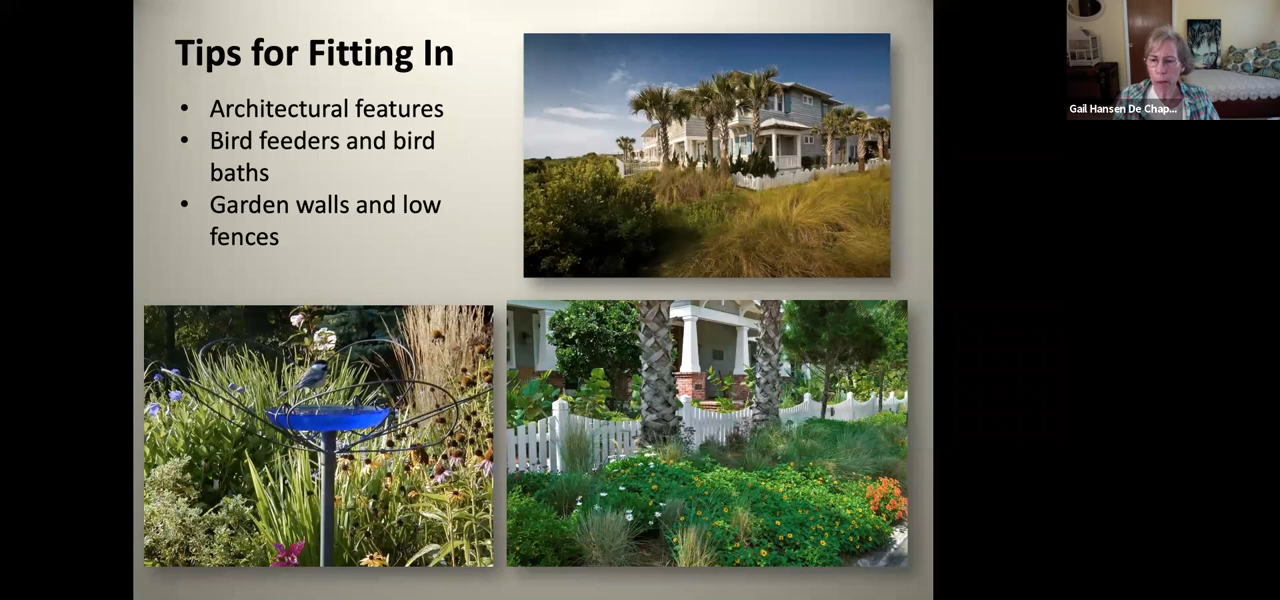 Tips for Fitting In
• Architectural features
• Bird feeders and bird
baths
• Garden walls and low
fences
Gail Hansen De Chap...